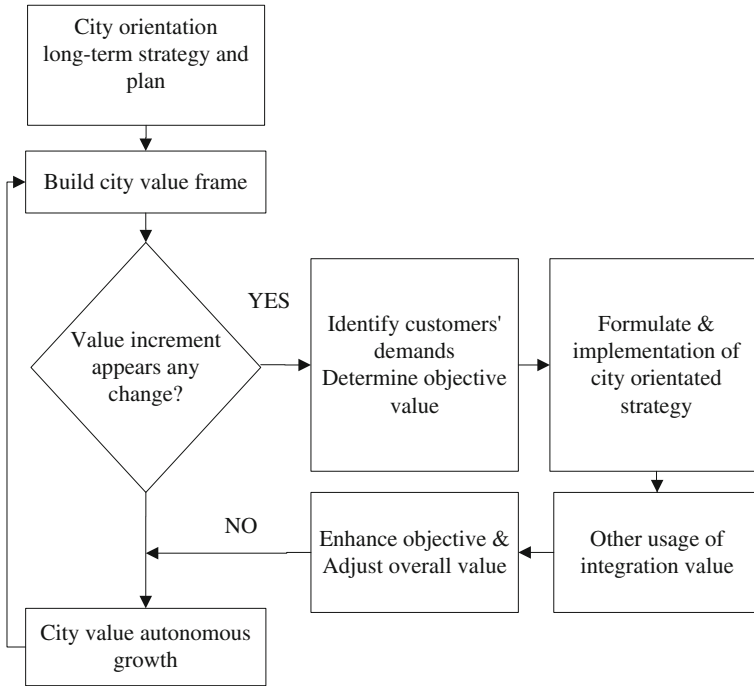 City orientation
long-term strategy and
plan
Build city value frame
Value increment
appears any
change?
YES
Identify customers'
demands
Determine objective
value
Formulate &
implementation of
city orientated
strategy
NO
Enhance objective &
Adjust overall value
Other usage of
integration value
City value autonomous
growth